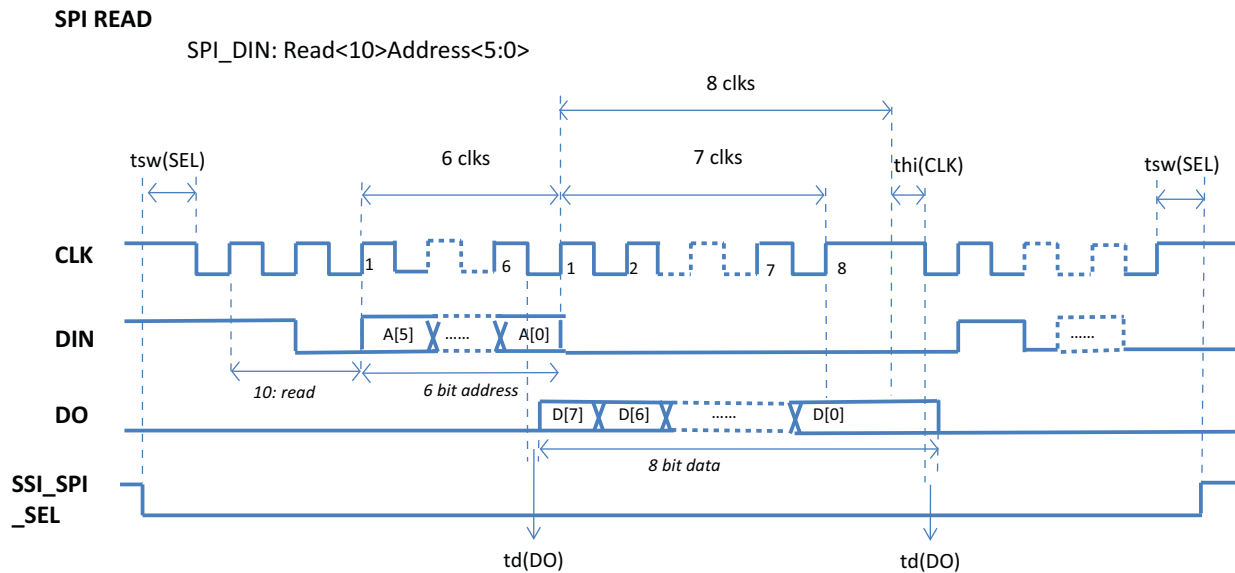 SPI READ
SPI_DIN: Read<10>Address<5:0>
8 clks
6 clks
7 clks
tsw(SEL)
thi(CLK)
tsw(SEL)
CLK
1
6
1
2
7
8
DIN
A[5]
......
A[0]
......
10: read
6 bit address
DO
D[7]
D[6]
......
D[0]
8 bit data
SSI_SPI
_SEL
td(DO)
td(DO)